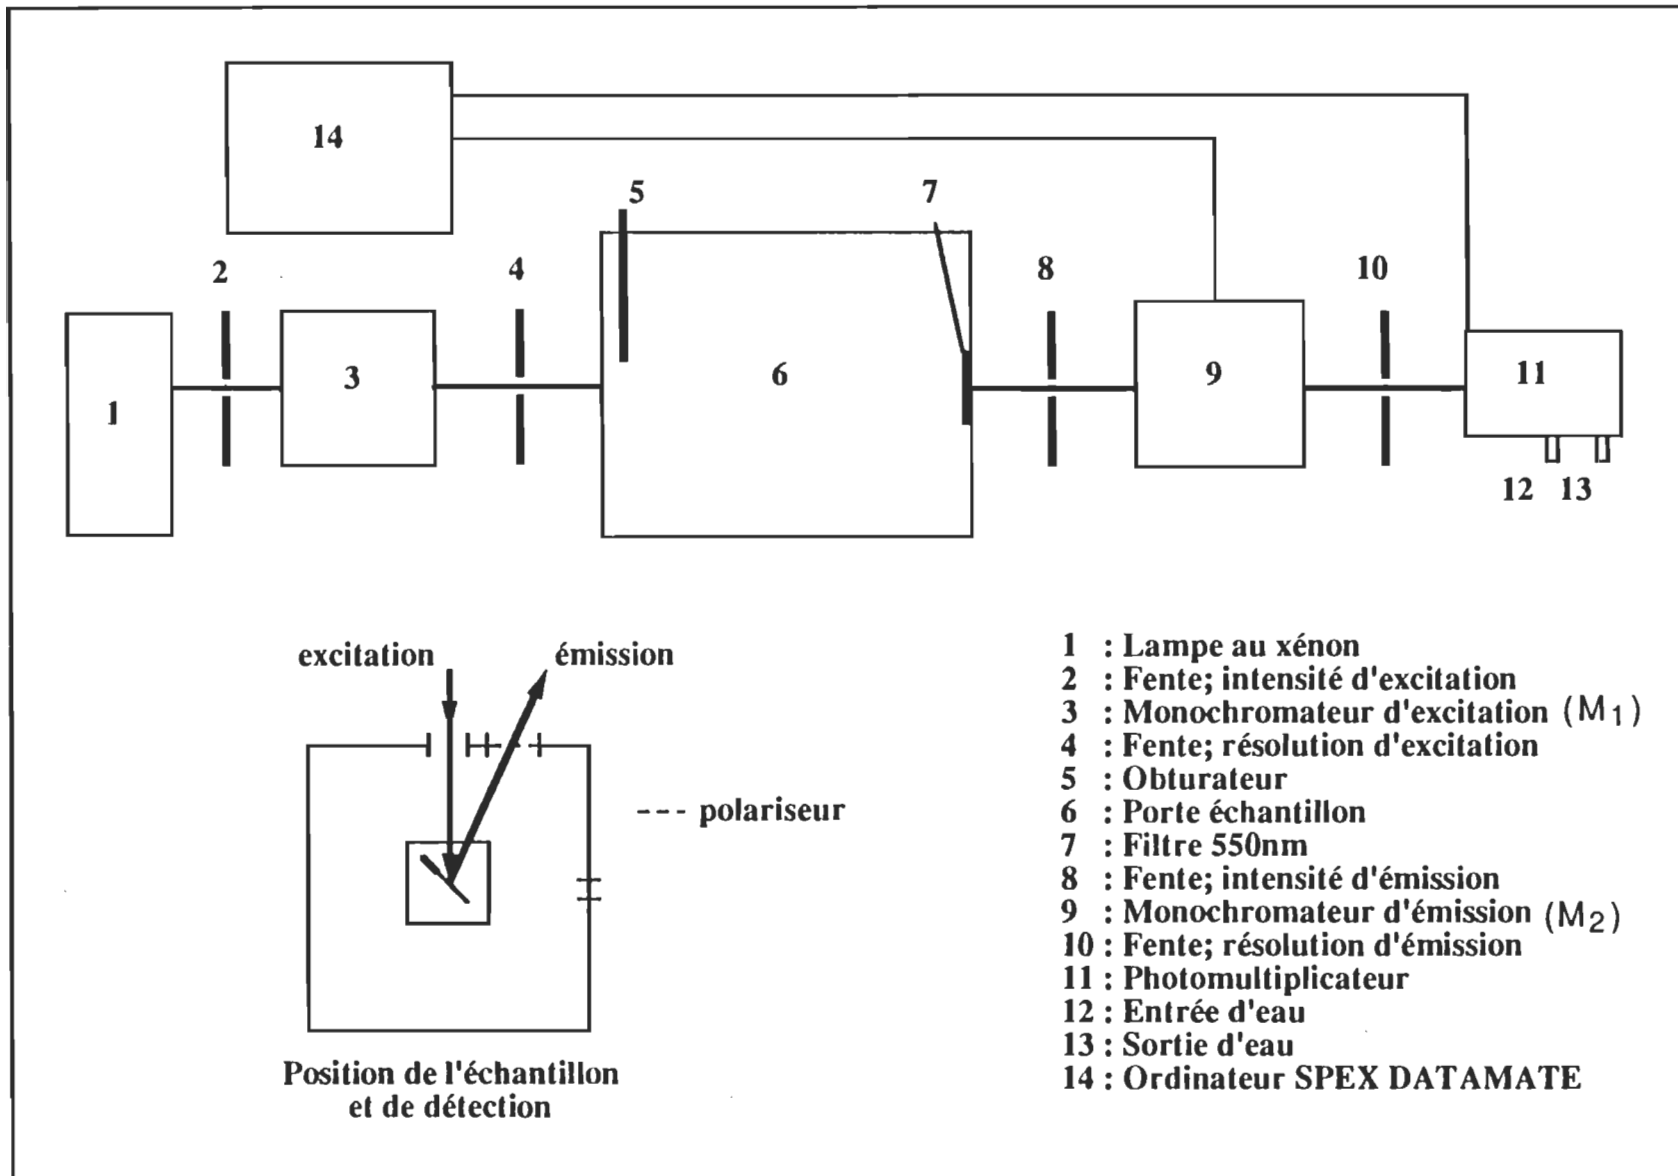 14
5
7
2
4
8
10
1
3
6
9
11
12
13
excitation
émission
--- polariseur
Position de l'échantillon
et de détection
1 : Lampe au xénon
2 : Fente; intensité d'excitation
3 : Monochromateur d'excitation (M1)
4 : Fente; résolution d'excitation
5 : Obturateur
6 : Porte échantillon
7 : Filtre 550nm
8 : Fente; intensité d'émission
9 : Monochromateur d'émission (M2)
10 : Fente; résolution d'émission
11 : Photomultiplicateur
12 : Entrée d'eau
13 : Sortie d'eau
14 : Ordinateur SPEX DATAMATE